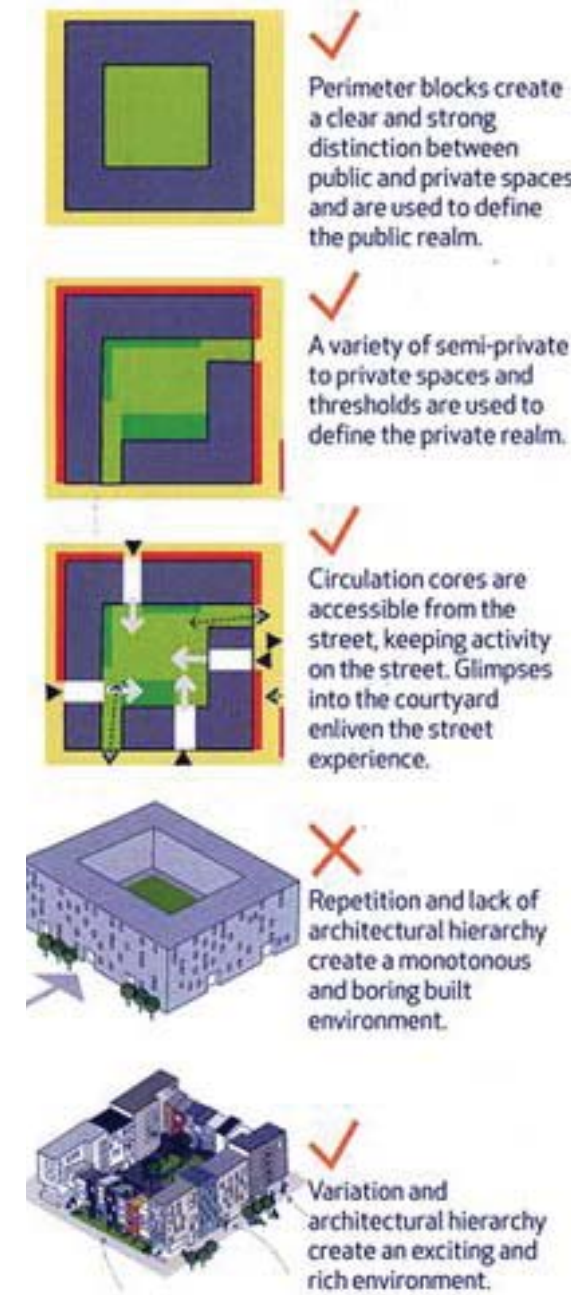 Perimeter blocks create
a clear and strong
distinction between
public and private spaces
and are used to define
the public realm.
A variety of semi-private
to private spaces and
thresholds are used to
define the private realm.
Circulation cores are
accessible from the
street, keeping activity
on the street. Glimpses
into the courtyard
enliven the street
experience.
Repetition and lack of
architectural hierarchy
create a monotonous
and boring built
environment.
Variation and
architectural hierarchy
create an exciting and
rich environment.